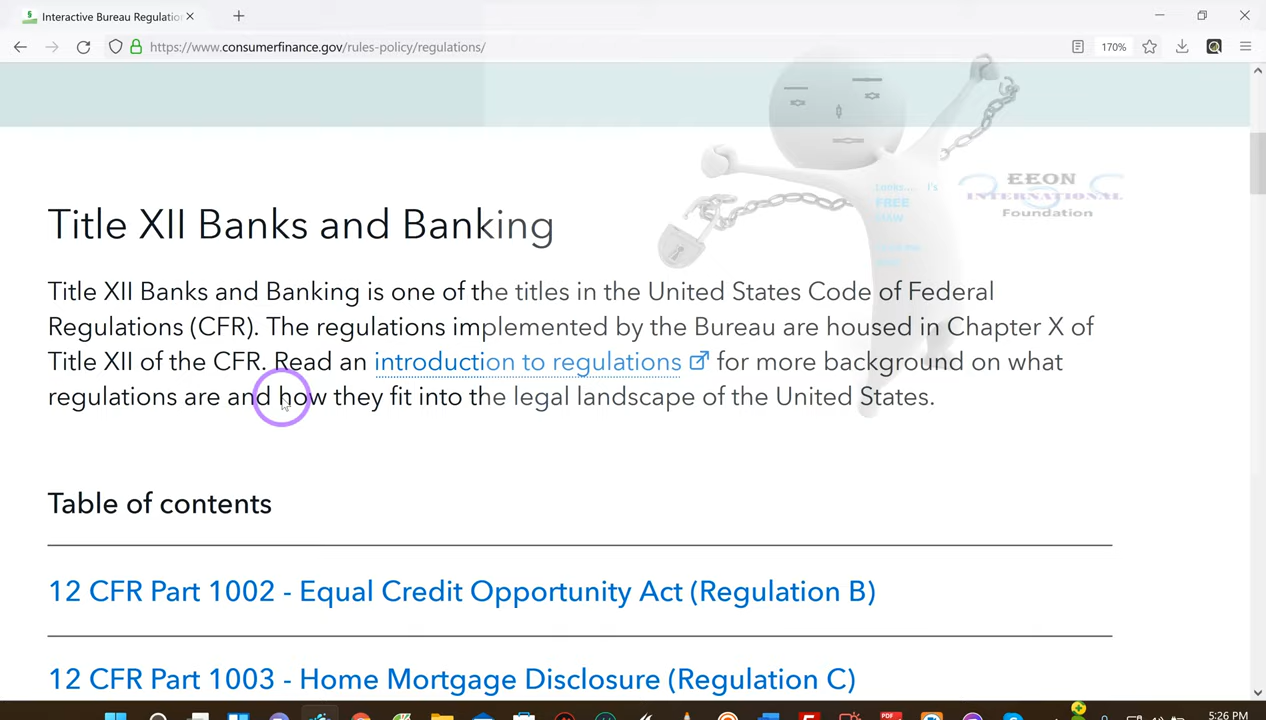 Interactive Bureau Regulatio
https://www.consumerfinance.gov/rules-policy/regulations/
170%
I's
FREE
EEON
INTERNATIONAL
Foundation
Title XII Banks and Banking
Title XII Banks and Banking is one of the titles in the United States Code of Federal
Regulations (CFR). The regulations implemented by the Bureau are housed in Chapter X of
Title XII of the CFR. Read an introduction to regulations for more background on what
regulations are and how they fit into the legal landscape of the United States.
Table of contents
12 CFR Part 1002 - Equal Credit Opportunity Act (Regulation B)
12 CFR Part 1003 - Home Mortgage Disclosure (Regulation C)
PDF
5:26 PM